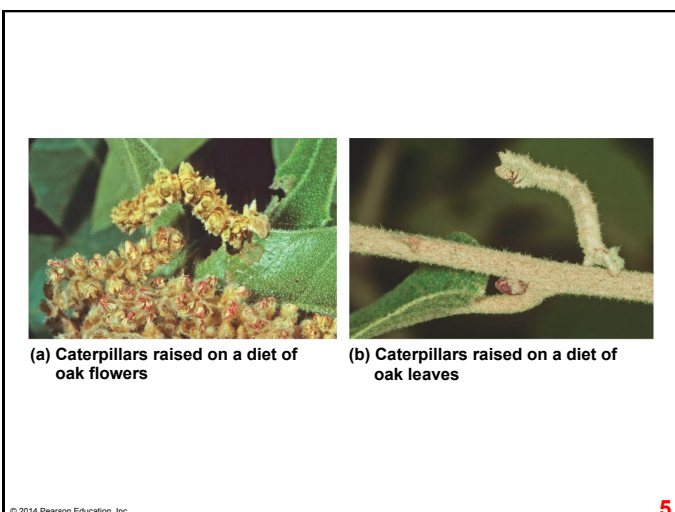 (a) Caterpillars raised on a diet of
oak flowers
(b) Caterpillars raised on a diet of
oak leaves
© 2014 Pearson Education, Inc.
5